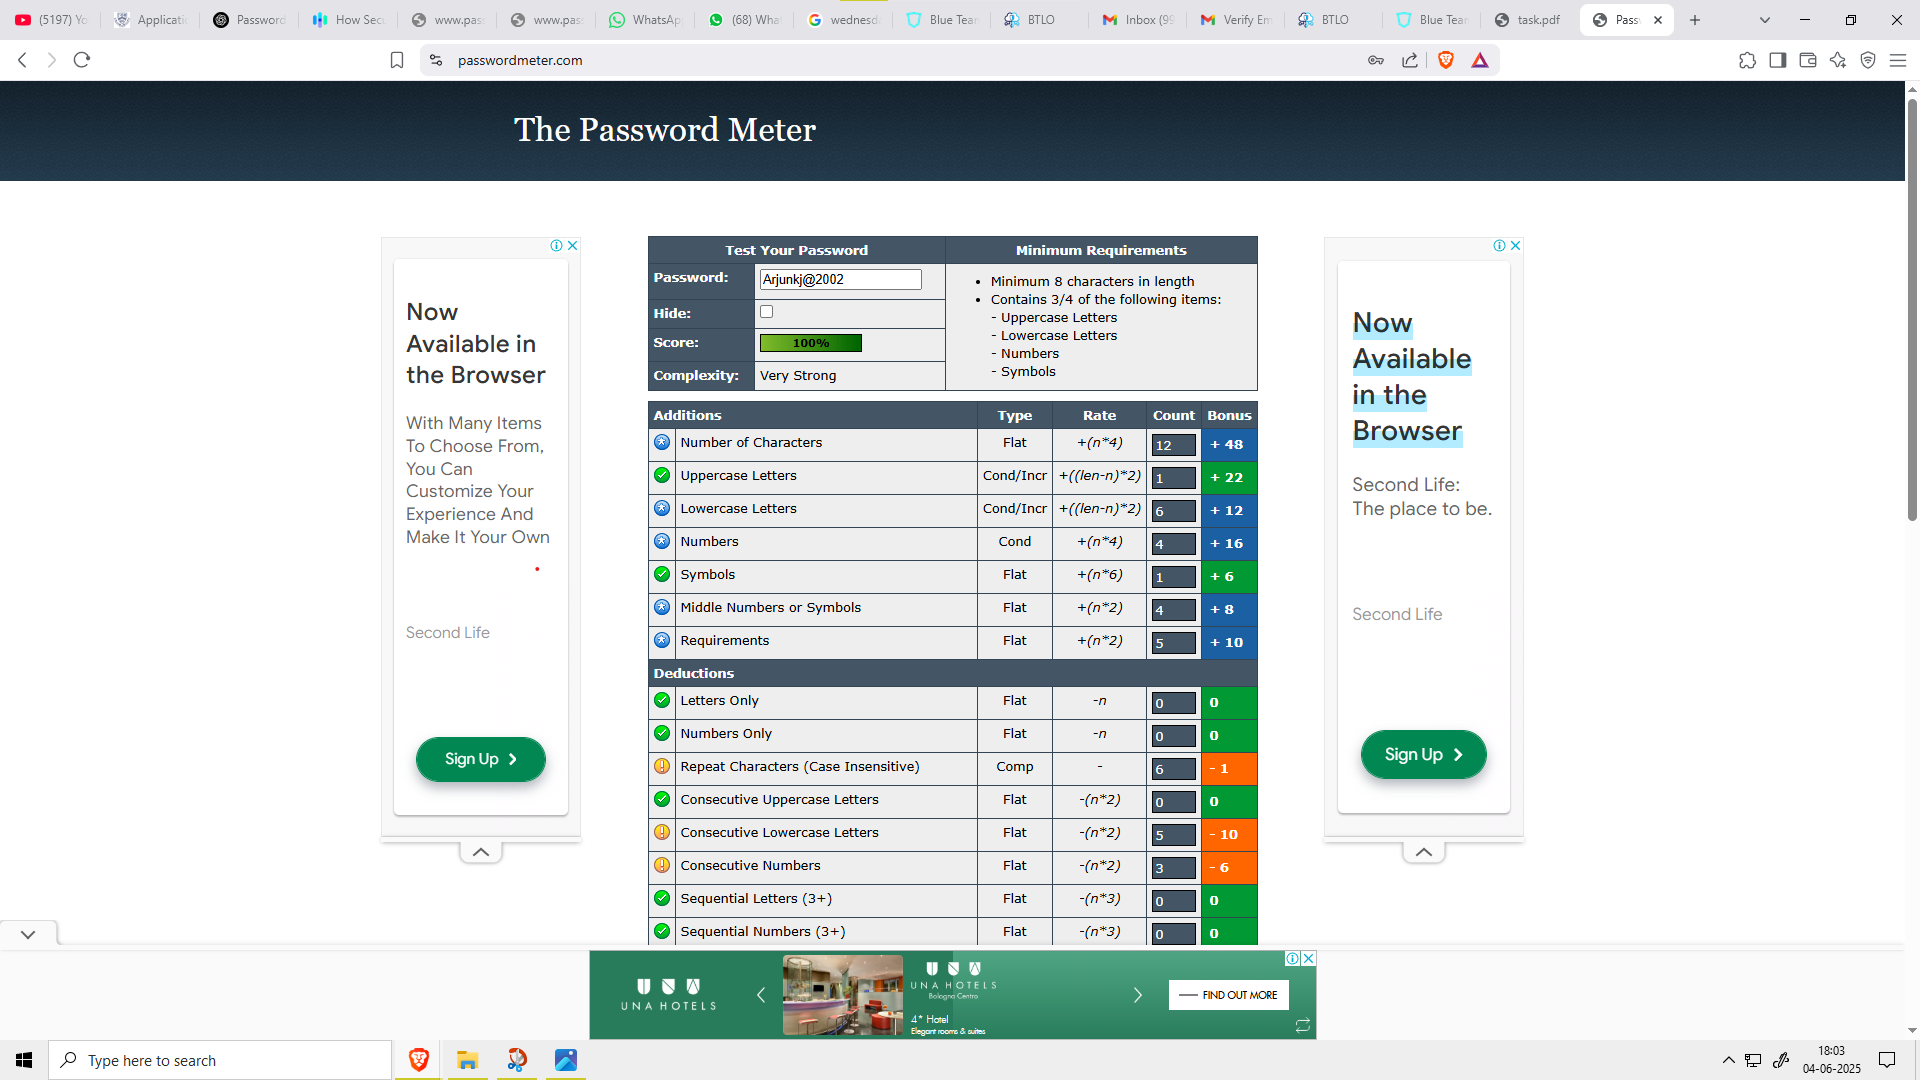 (5197) Yo
Applicatio
Password
How Secu
www.pas
www.pas
WhatsAp
(68) Wha
wednesda
Blue Tean
BTLO
Inbox (99
Verify Em
BTLO
Blue Tean
task.pdf
Pass
passwordmeter.com
The Password Meter
Now
Available in
the Browser
With Many Items
To Choose From,
You Can
Customize Your
Experience And
Make It Your Own
Second Life
Sign Up
Test Your Password
Minimum Requirements
Password:
Arjunkj@2002
Hide:
Score:
100%
Complexity:
Very Strong
• Minimum 8 characters in length
• Contains 3/4 of the following items:
- Uppercase Letters
- Lowercase Letters
- Numbers
- Symbols
Additions Type Rate Count Bonus
Number of Characters Flat +(n*4) 12 + 48
Uppercase Letters Cond/Incr +((len-n)*2) 1 + 22
Lowercase Letters Cond/Incr +((len-n)*2) 6 + 12
Numbers Cond +(n*4) 4 + 16
Symbols Flat +(n*6) 1 + 6
Middle Numbers or Symbols Flat +(n*2) 4 + 8
Requirements Flat +(n*2) 5 + 10
Deductions
Letters Only Flat -n 0 0
Numbers Only Flat -n 0 0
Repeat Characters (Case Insensitive) Comp - 6 - 1
Consecutive Uppercase Letters Flat -(n*2) 0 0
Consecutive Lowercase Letters Flat -(n*2) 5 - 10
Consecutive Numbers Flat -(n*2) 3 - 6
Sequential Letters (3+) Flat -(n*3) 0 0
Sequential Numbers (3+) Flat -(n*3) 0 0
Now
Available
in the
Browser
Second Life:
The place to be.
Second Life
Sign Up
UNA HOTELS
UNA HOTELS
Bologna Centro
4* Hotel
Elegant rooms & suites
FIND OUT MORE
Type here to search
18:03
04-06-2025